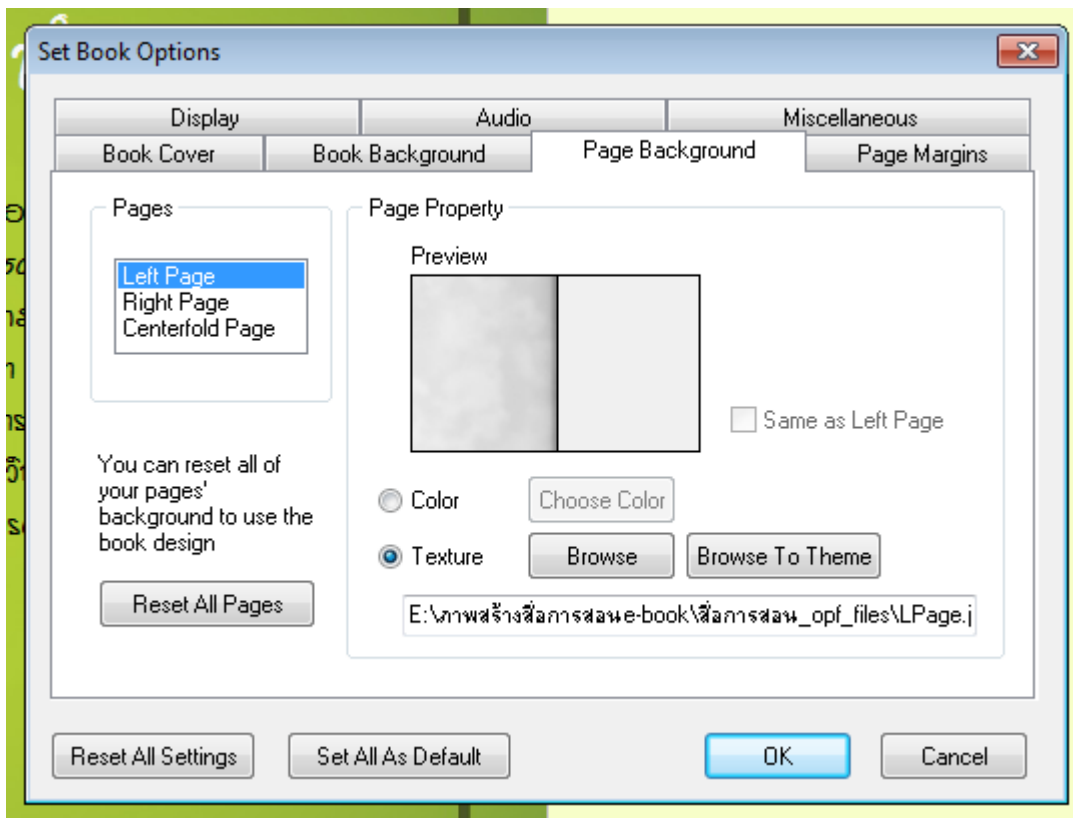 Set Book Options
Display Audio Miscellaneous
Book Cover Book Background Page Background Page Margins
Pages
Left Page
Right Page
Centerfold Page
Page Property
Preview
Same as Left Page
You can reset all of
your pages'
background to use the
book design
Reset All Pages
Color Choose Color
Texture Browse Browse To Theme
E:\ภาพสร้างสื่อการสอนe-book\สื่อการสอน_opf_files\LPage.j
Reset All Settings Set All As Default OK Cancel